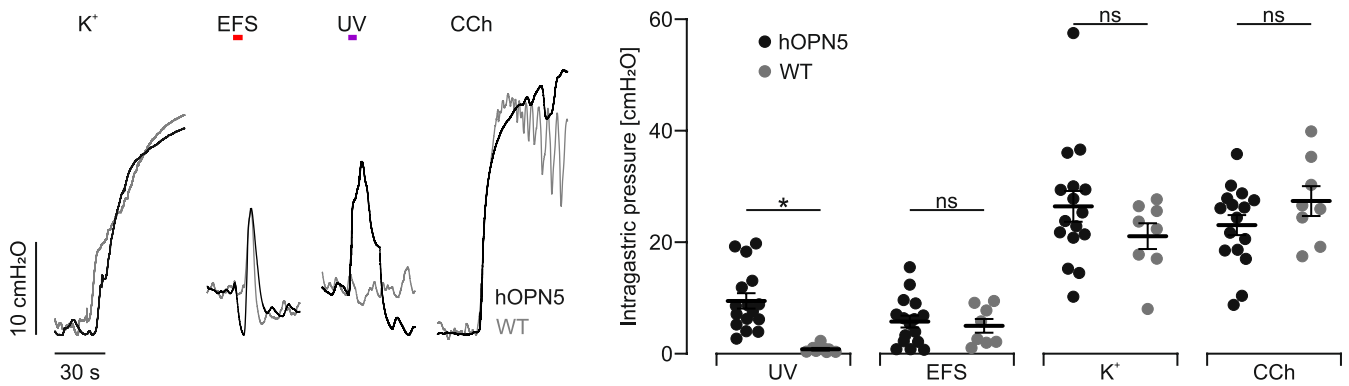 K⁺
EFS
UV
CCh
10 cmH₂O
30 s
hOPN5
WT
Intragastric pressure [cmH₂O]
60
40
20
0
hOPN5
WT
*
ns
ns
ns
UV
EFS
K⁺
CCh